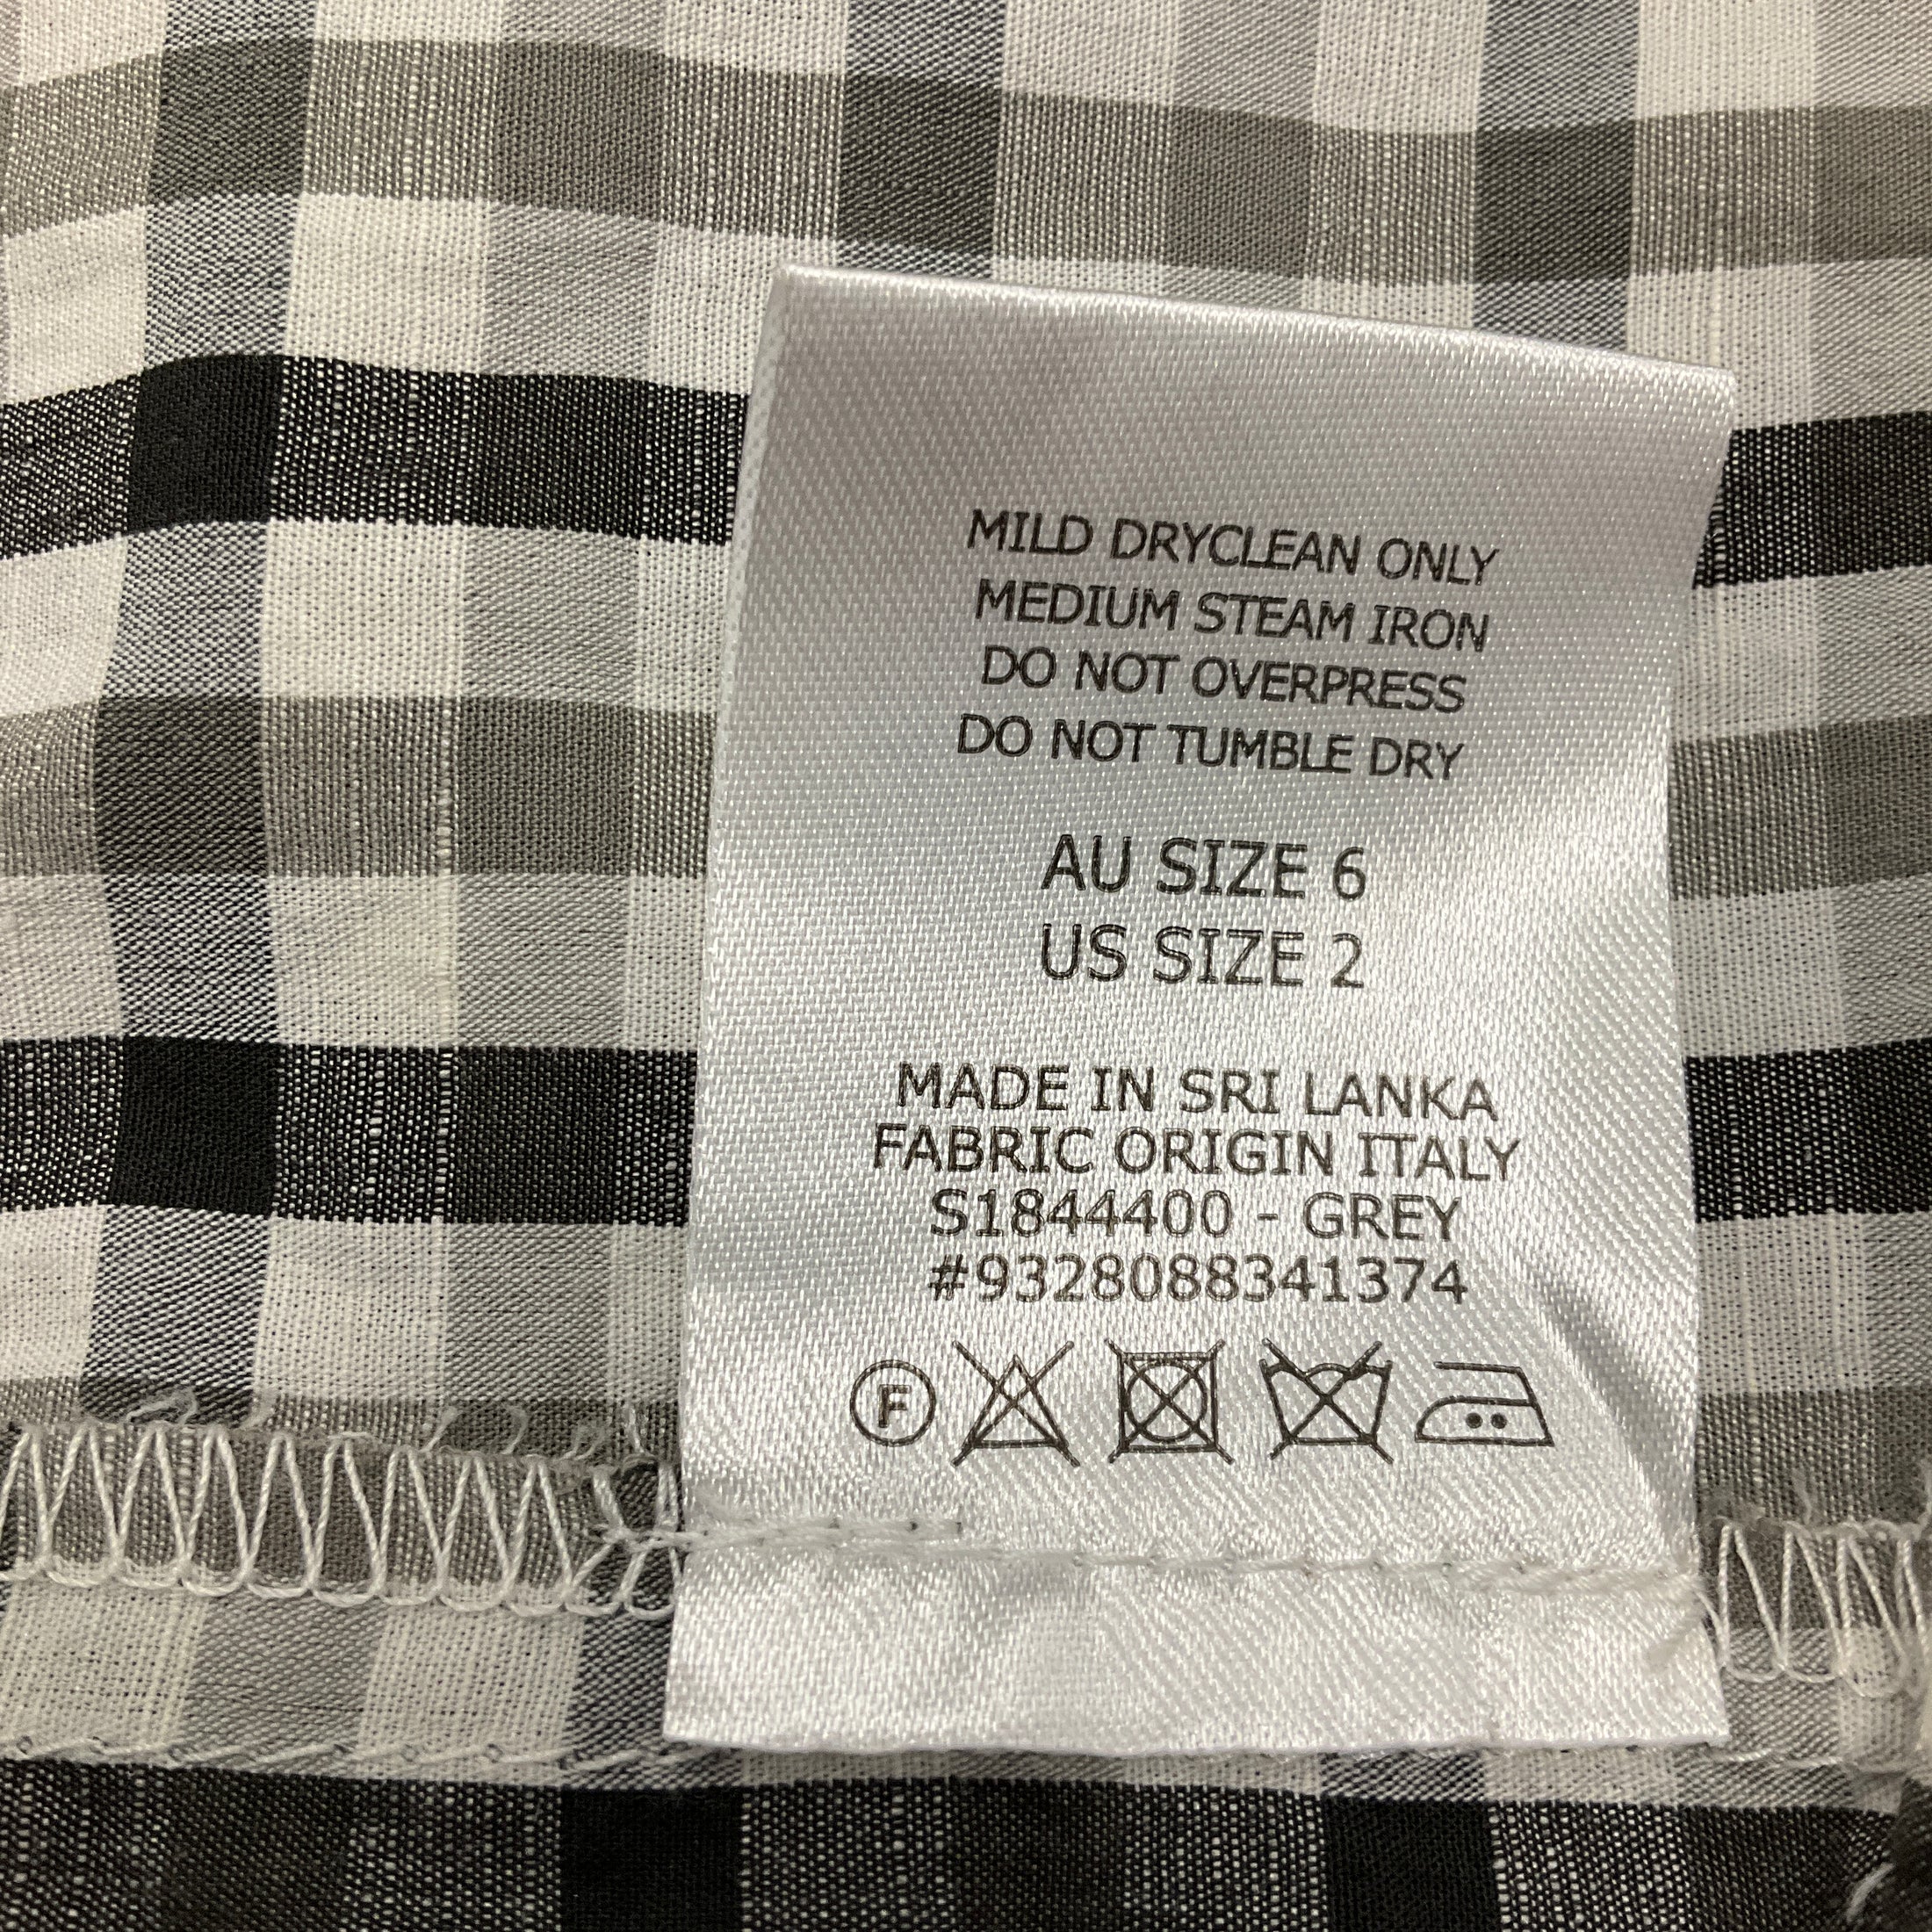 MILD DRYCLEAN ONLY
MEDIUM STEAM IRON
DO NOT OVERPRESS
DO NOT TUMBLE DRY
AU SIZE 6
US SIZE 2
MADE IN SRI LANKA
FABRIC ORIGIN ITALY
S1844400 - GREY
#9328088341374
F